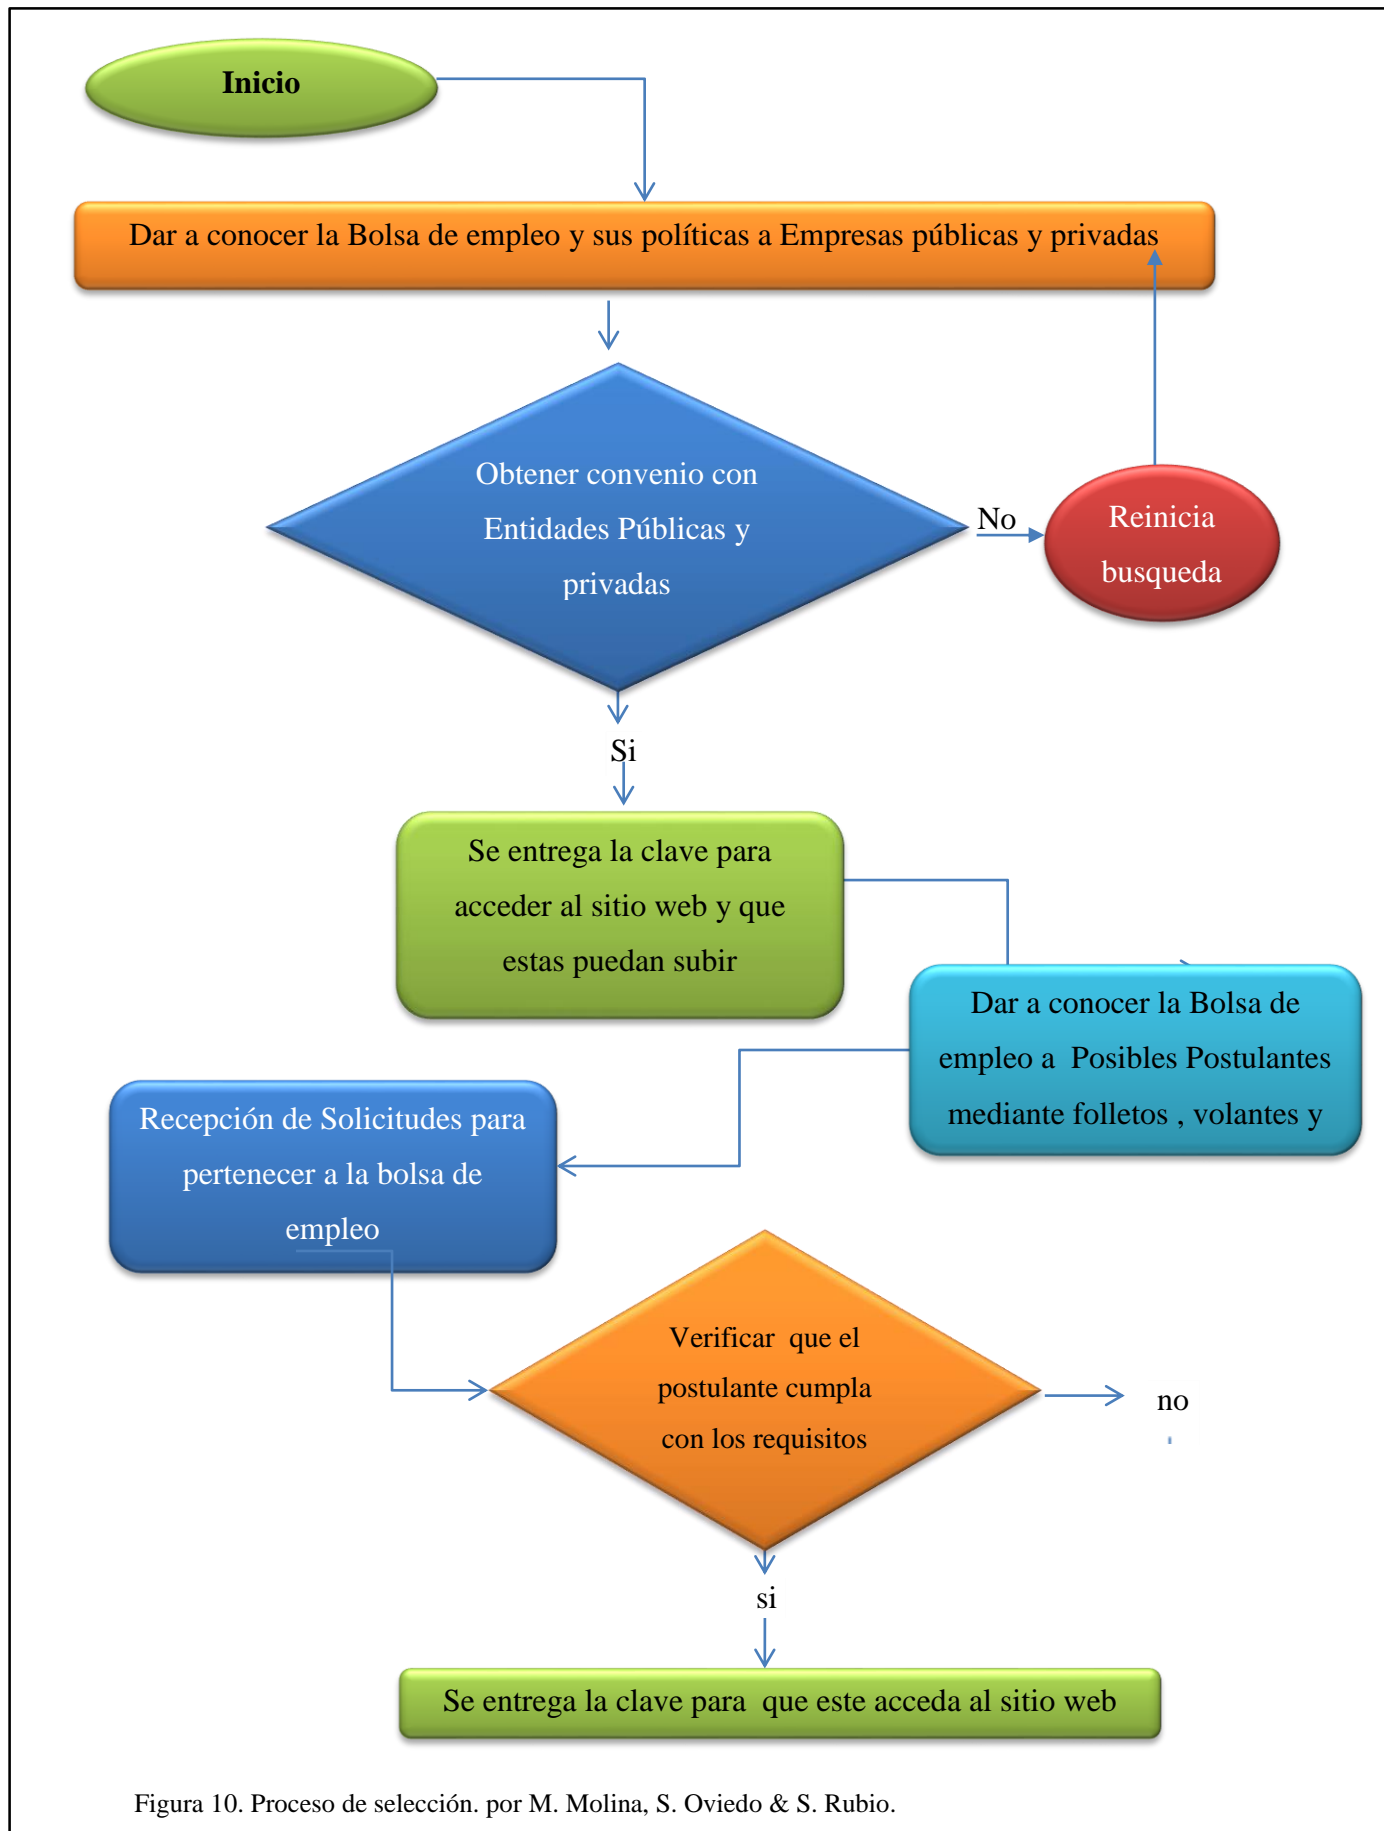 Inicio
Dar a conocer la Bolsa de empleo y sus políticas a Empresas públicas y privadas
Obtener convenio con
Entidades Públicas y
privadas
No
Reinicia
busqueda
Si
Se entrega la clave para
acceder al sitio web y que
estas puedan subir
Dar a conocer la Bolsa de
empleo a Posibles Postulantes
mediante folletos , volantes y
Recepción de Solicitudes para
pertenecer a la bolsa de
empleo
Verificar que el
postulante cumpla
con los requisitos
no
si
Se entrega la clave para que este acceda al sitio web
Figura 10. Proceso de selección. por M. Molina, S. Oviedo & S. Rubio.